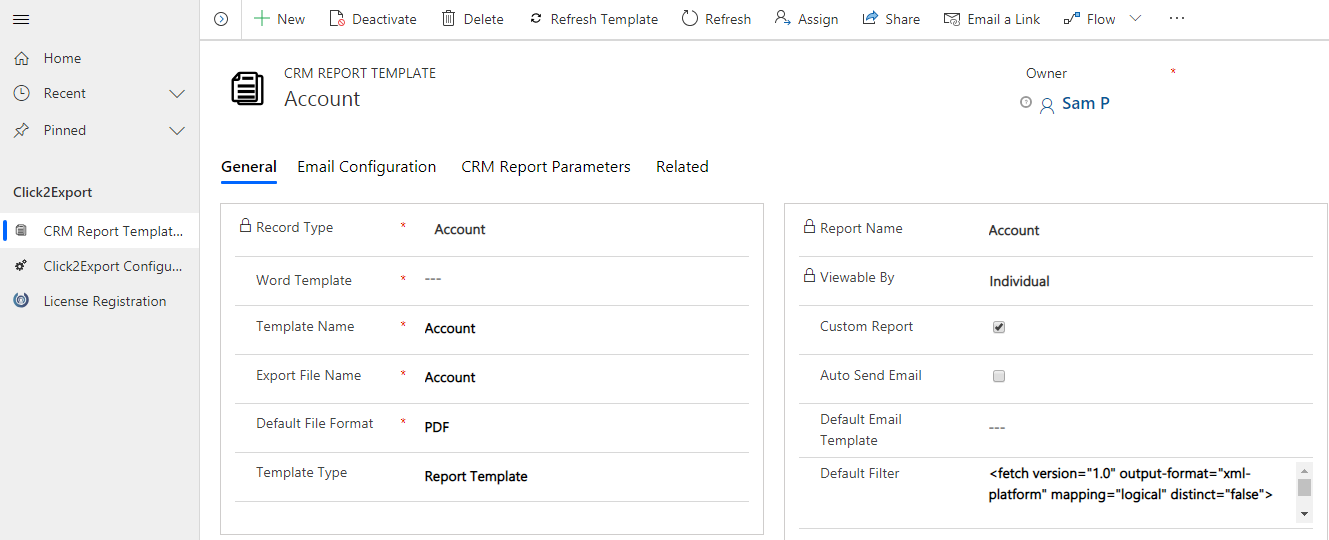 New Deactivate Delete Refresh Template Refresh Assign Share Email a Link Flow ...
Home
Recent
Pinned
Click2Export
CRM Report Templat...
Click2Export Configu...
License Registration
CRM REPORT TEMPLATE
Account
Owner *
Sam P
General Email Configuration CRM Report Parameters Related
Record Type * Account
Word Template * ---
Template Name * Account
Export File Name * Account
Default File Format * PDF
Template Type Report Template
Report Name Account
Viewable By Individual
Custom Report
Auto Send Email
Default Email
Template ---
Default Filter <fetch version="1.0" output-format="xml-
platform" mapping="logical" distinct="false">